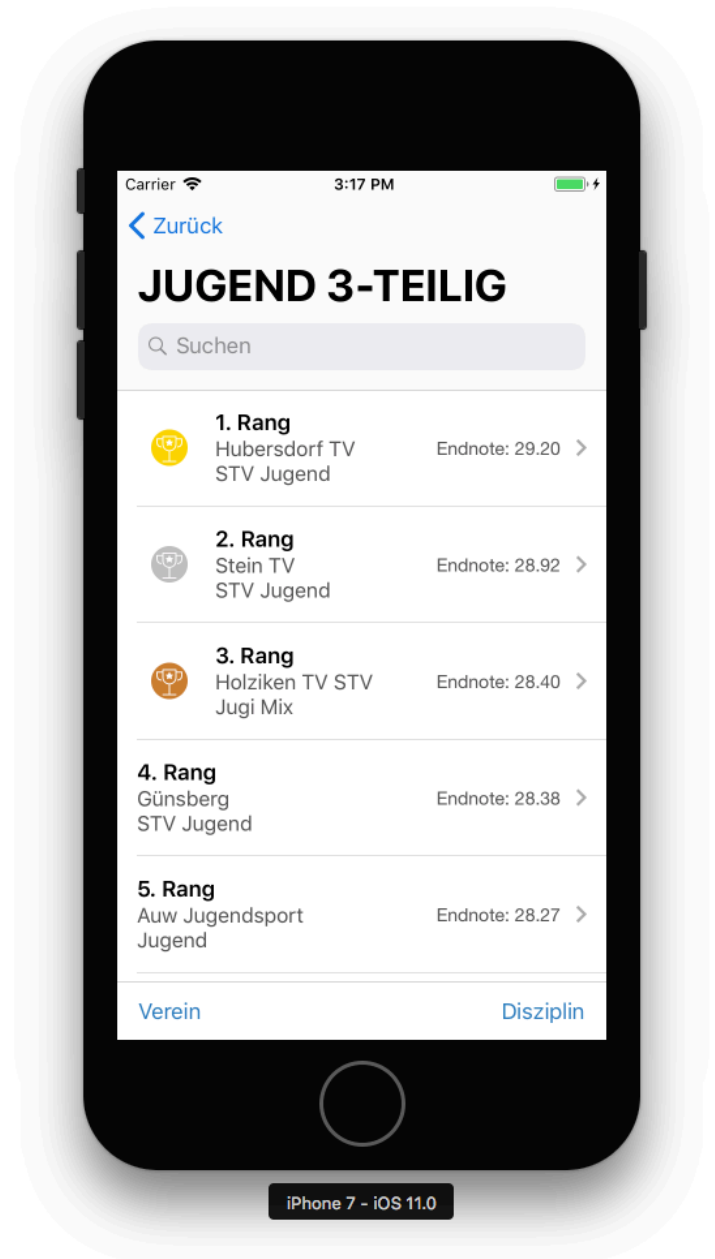 Carrier 3:17 PM
Zurück
JUGEND 3-TEILIG
Suchen
1. Rang
Hubersdorf TV
STV Jugend
Endnote: 29.20
2. Rang
Stein TV
STV Jugend
Endnote: 28.92
3. Rang
Holziken TV STV
Jugi Mix
Endnote: 28.40
4. Rang
Günsberg
STV Jugend
Endnote: 28.38
5. Rang
Auw Jugendsport
Jugend
Endnote: 28.27
Verein Disziplin
iPhone 7 - iOS 11.0